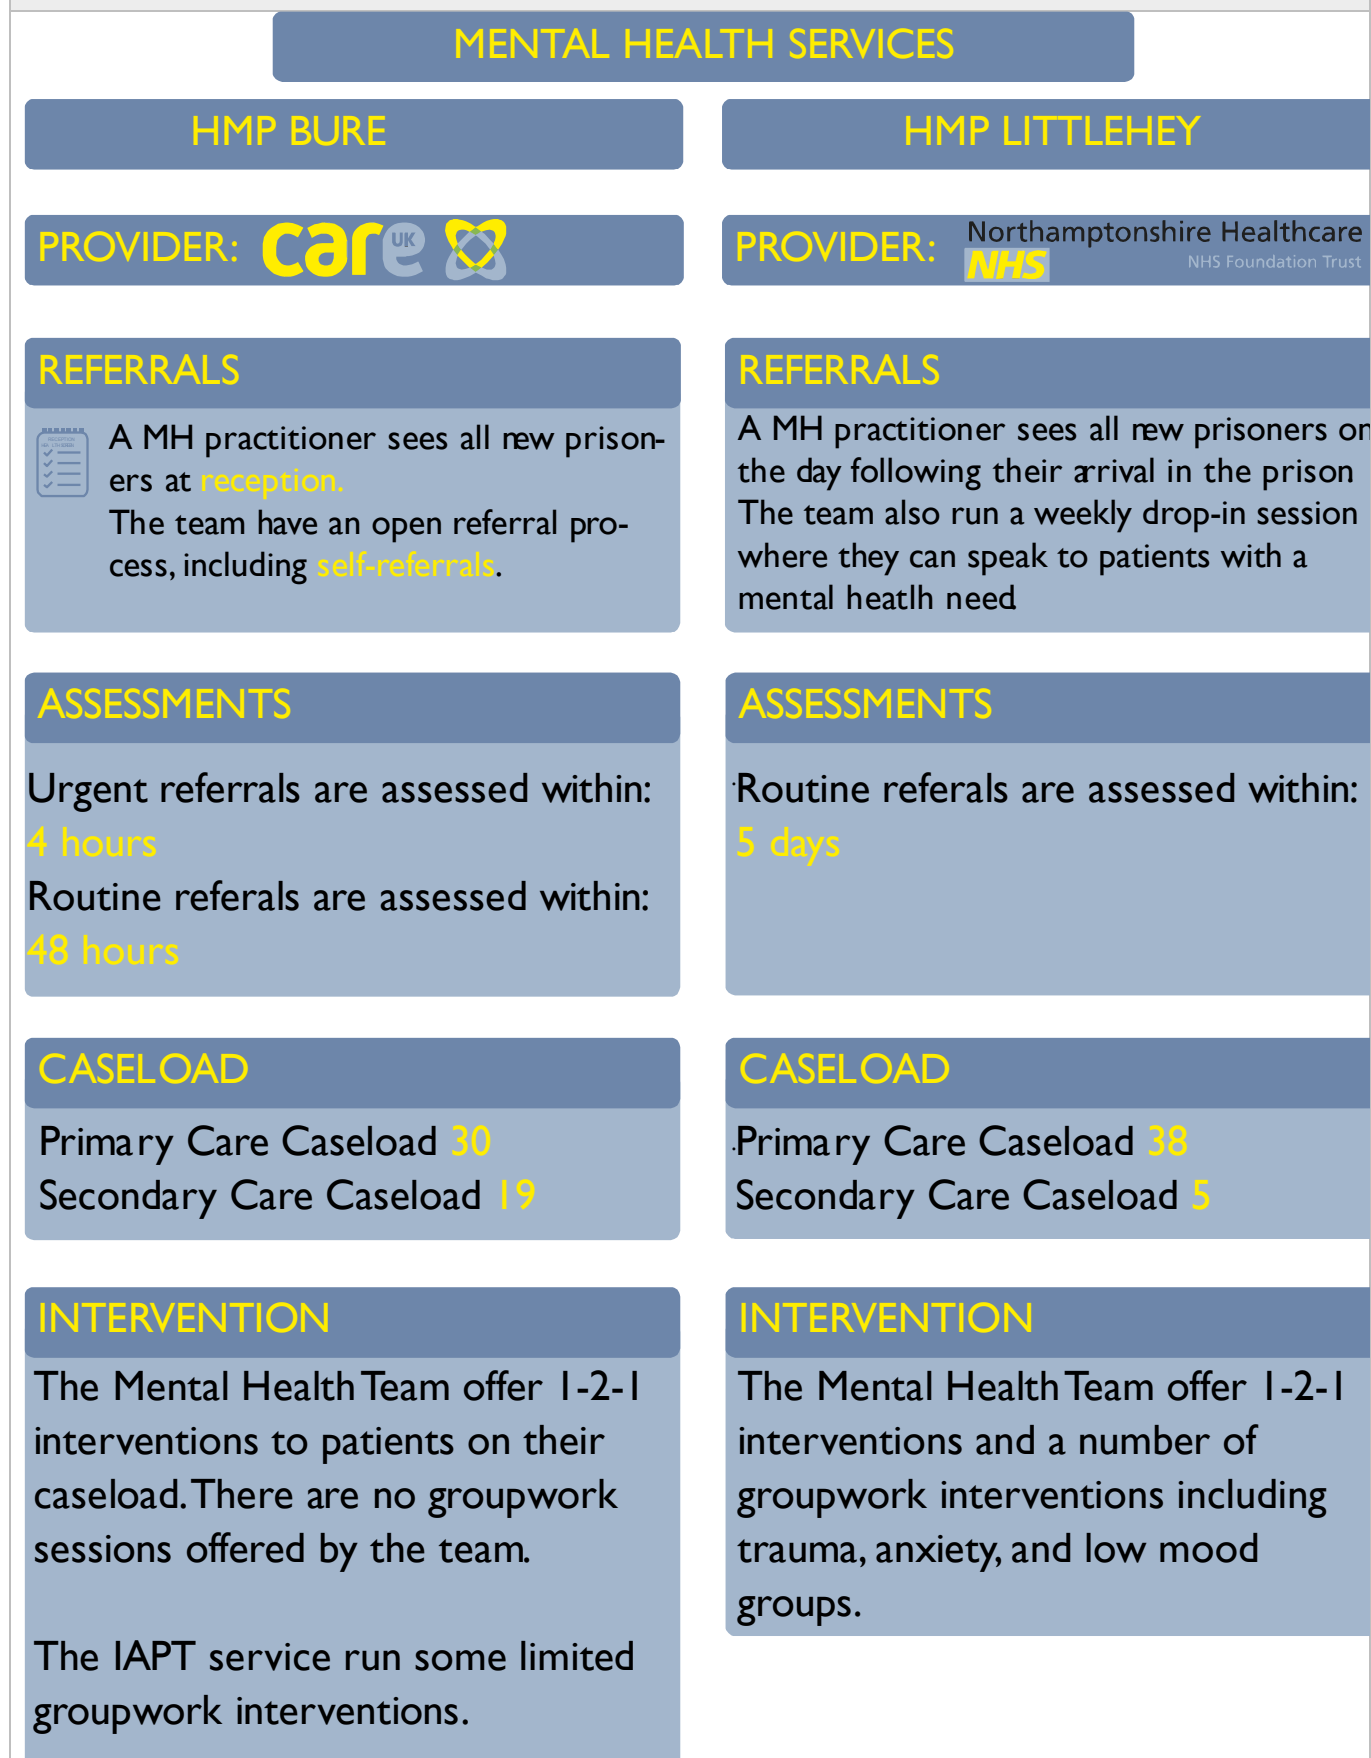 MENTAL HEALTH SERVICES
HMP BURE
PROVIDER: care UK
REFERRALS
A MH practitioner sees all new prison-
ers at reception.
The team have an open referral pro-
cess, including self-referrals.
ASSESSMENTS
Urgent referrals are assessed within:
4 hours
Routine referals are assessed within:
48 hours
CASELOAD
Primary Care Caseload 30
Secondary Care Caseload 19
INTERVENTION
The Mental Health Team offer 1-2-1
interventions to patients on their
caseload. There are no groupwork
sessions offered by the team.
The IAPT service run some limited
groupwork interventions.
HMP LITTLEHEY
PROVIDER:
Northamptonshire Healthcare
NHS
NHS Foundation Trust
REFERRALS
A MH practitioner sees all new prisoners on
the day following their arrival in the prison.
The team also run a weekly drop-in session
where they can speak to patients with a
mental heatlh need.
ASSESSMENTS
Routine referals are assessed within:
5 days
CASELOAD
Primary Care Caseload 38
Secondary Care Caseload 5
INTERVENTION
The Mental Health Team offer 1-2-1
interventions and a number of
groupwork interventions including
trauma, anxiety, and low mood
groups.